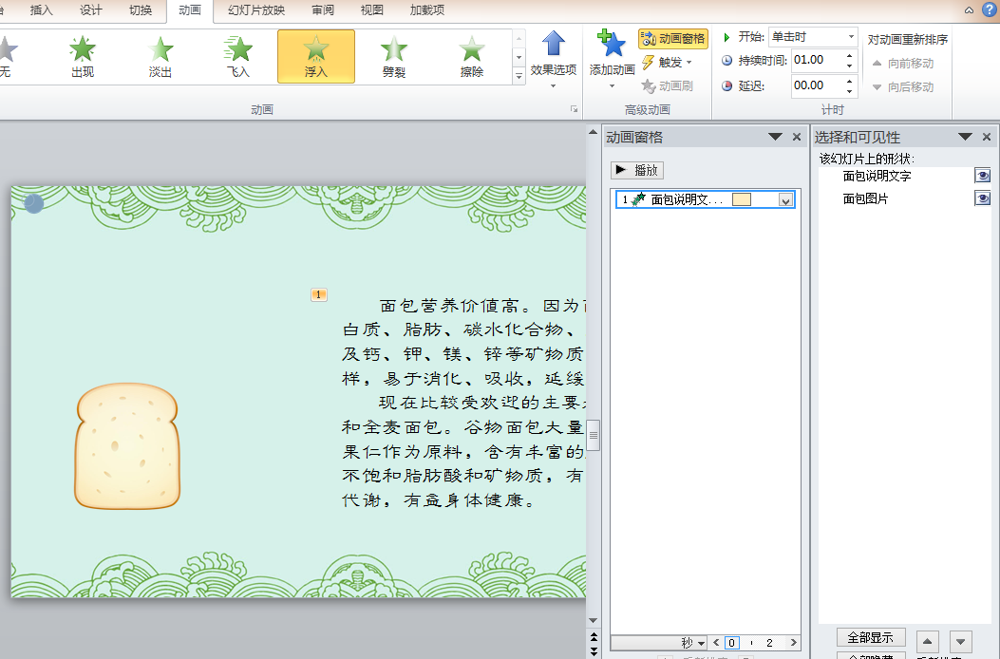 插入 设计 切换 动画 幻灯片放映 审阅 视图 加载项
无 出现 淡出 飞入 浮入 劈裂 擦除 效果选项
动画
添加动画 动画窗格
触发
动画刷
高级动画
开始: 单击时
持续时间: 01.00
延迟: 00.00
计时
对动画重新排序
向前移动
向后移动
1
面包营养价值高。因为
白质、脂肪、碳水化合物、
及钙、钾、镁、锌等矿物质
样，易于消化、吸收，延缓
现在比较受欢迎的主要
和全麦面包。谷物面包大量
果仁作为原料，含有丰富的
不饱和脂肪酸和矿物质，有
代谢，有益身体健康。
动画窗格
播放
1 面包说明文...
秒 0 2
选择和可见性
该幻灯片上的形状:
面包说明文字
面包图片
全部显示